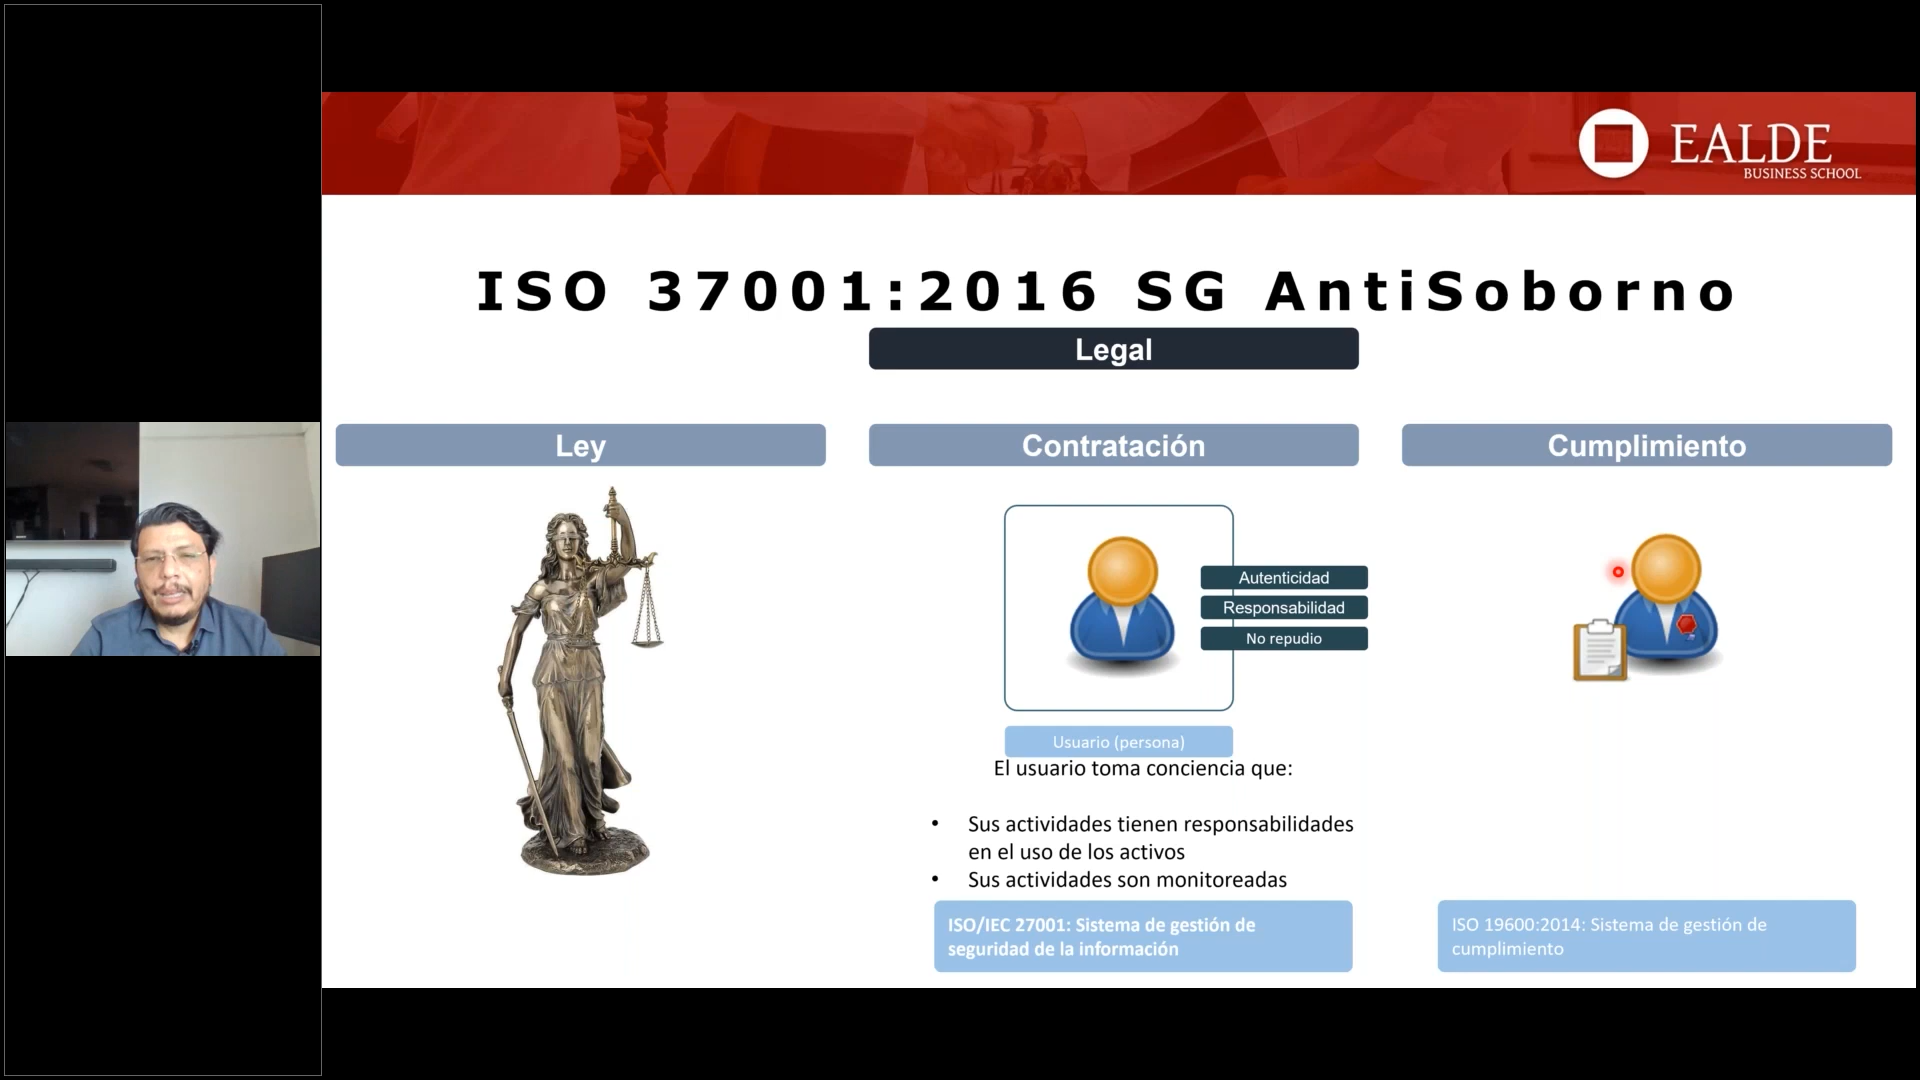 EALDE
BUSINESS SCHOOL
ISO 37001:2016 SG AntiSoborno
Legal
Ley
Contratación
Cumplimiento
Autenticidad
Responsabilidad
No repudio
Usuario (persona)
El usuario toma conciencia que:
• Sus actividades tienen responsabilidades
en el uso de los activos
• Sus actividades son monitoreadas
ISO/IEC 27001: Sistema de gestión de
seguridad de la información
ISO 19600:2014: Sistema de gestión de
cumplimiento